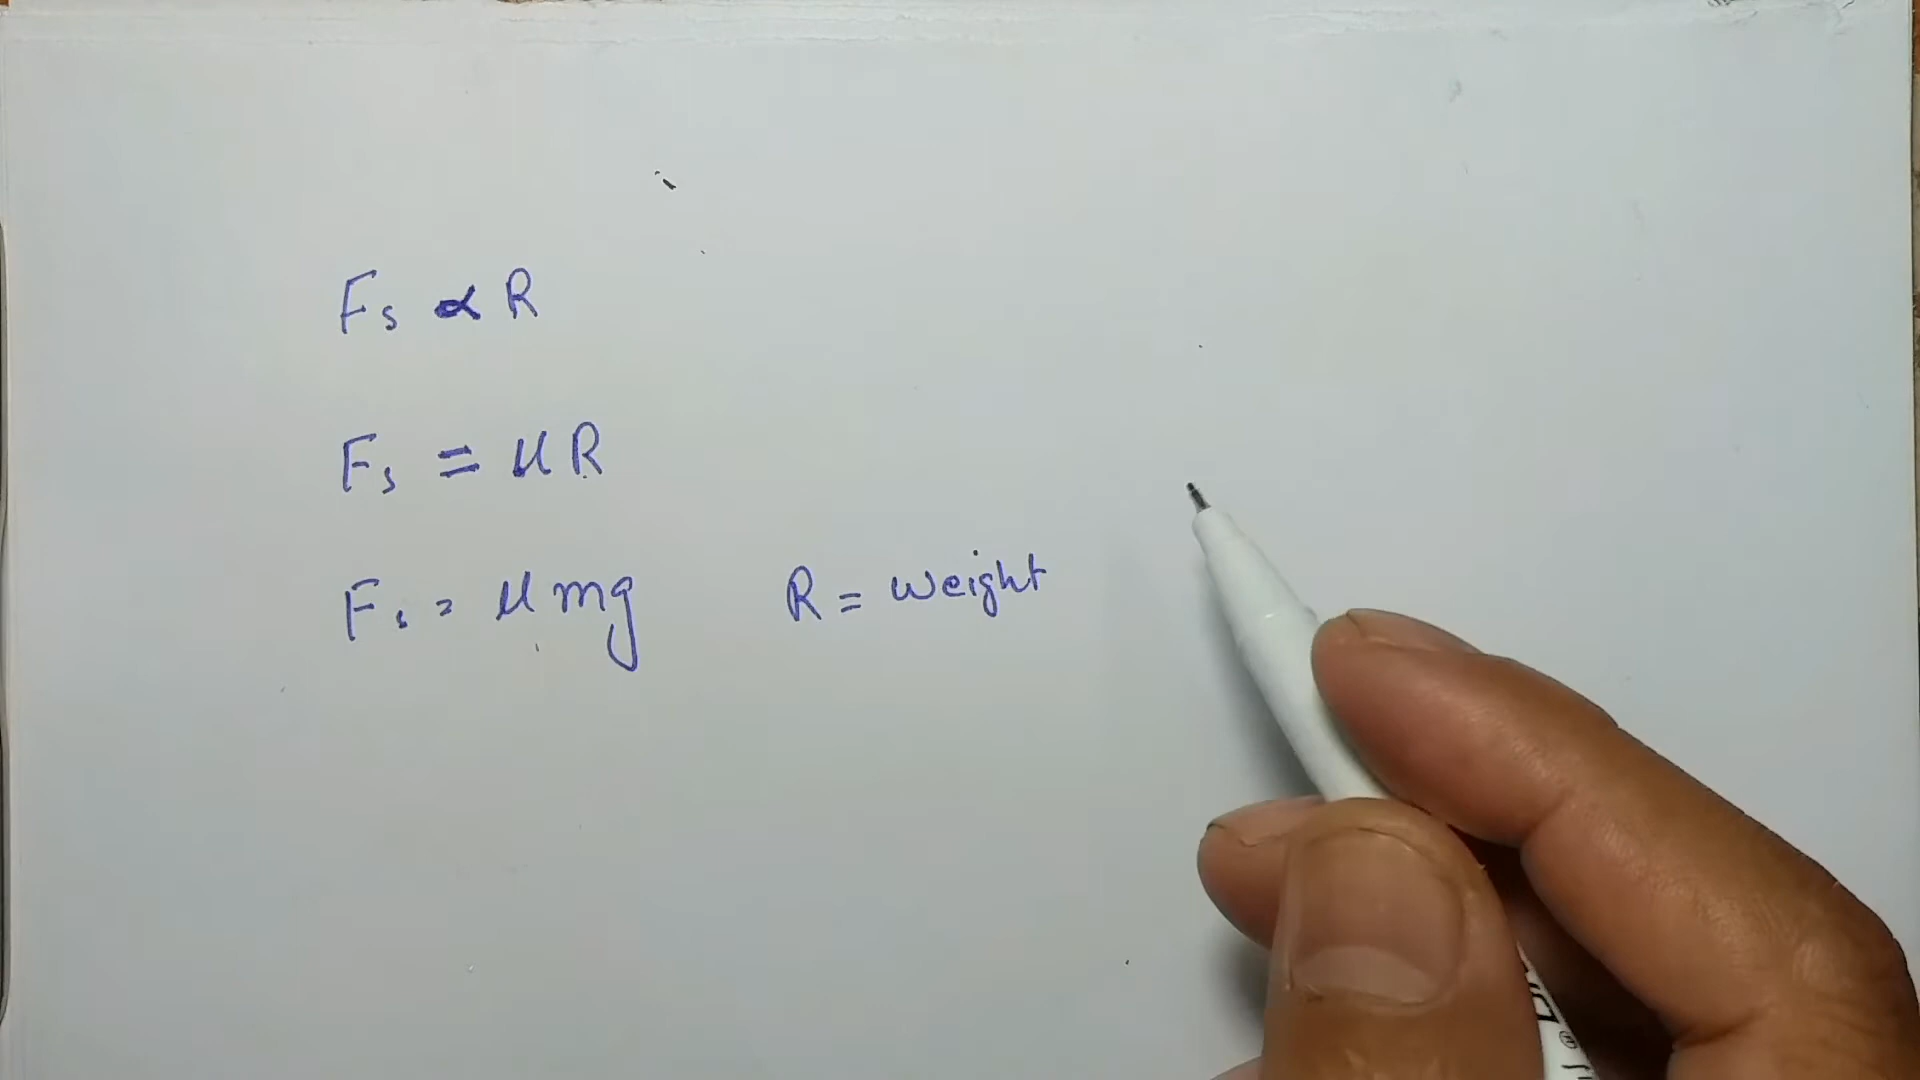 Fs ∝ R
Fs = μR
Fs = μmg R = weight